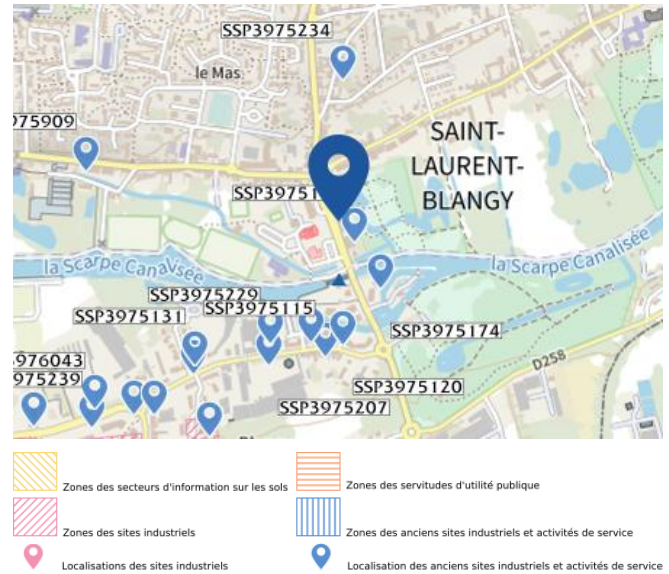 SSP3975234
le Mas
975909
SAINT-
LAURENT-
BLANGY
SSP39751
la Scarpe Canalisée
la Scarpe Canalisée
SSP3975229
SSP3975131
SSP3975115
SSP3975174
3976043
3975239
D258
SSP3975120
SSP3975207
Zones des secteurs d'information sur les sols
Zones des servitudes d'utilité publique
Zones des sites industriels
Zones des anciens sites industriels et activités de service
Localisations des sites industriels
Localisation des anciens sites industriels et activités de service